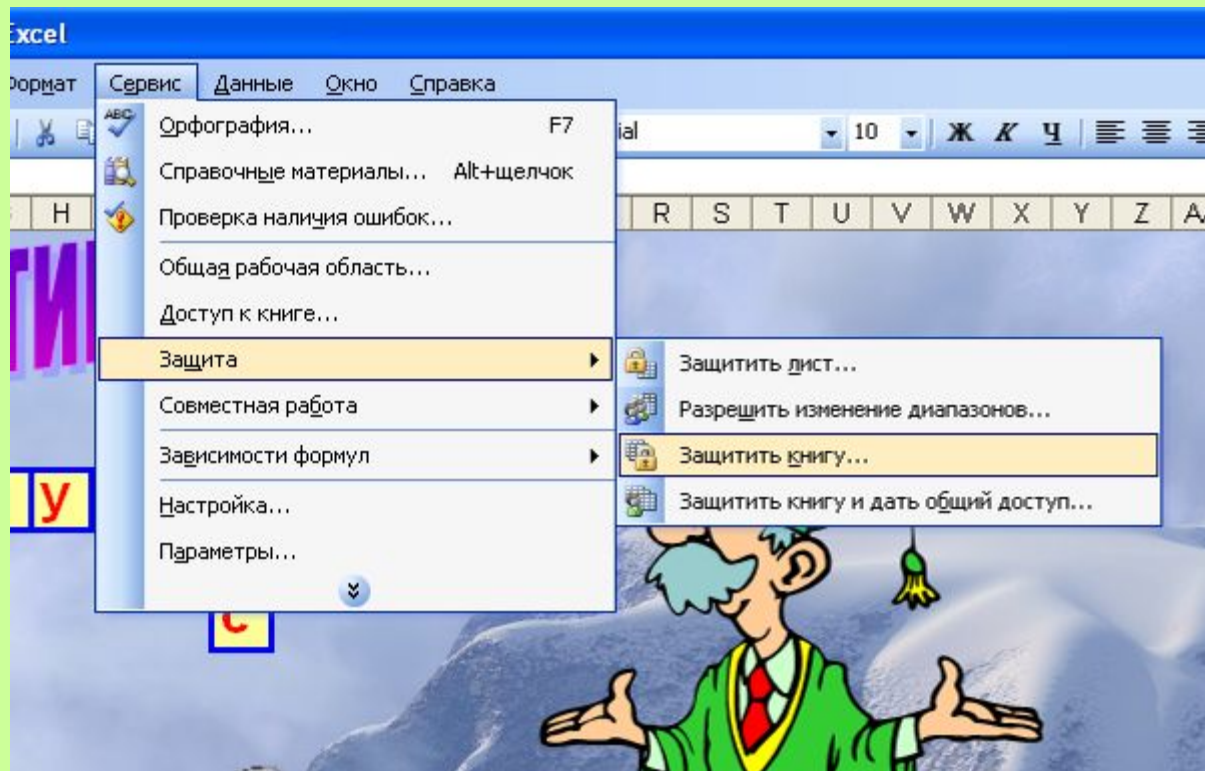 Excel
Формат Сервис Данные Окно Справка
ABC Орфография... F7
ial 10 Ж К Ч
Справочные материалы... Alt+щелчок
Проверка наличия ошибок...
H R S T U V W X Y Z
Общая рабочая область...
Доступ к книге...
Защита
Защитить лист...
Совместная работа
Разрешить изменение диапазонов...
Зависимости формул
Защитить книгу...
У
Настройка...
Защитить книгу и дать общий доступ...
Параметры...
с